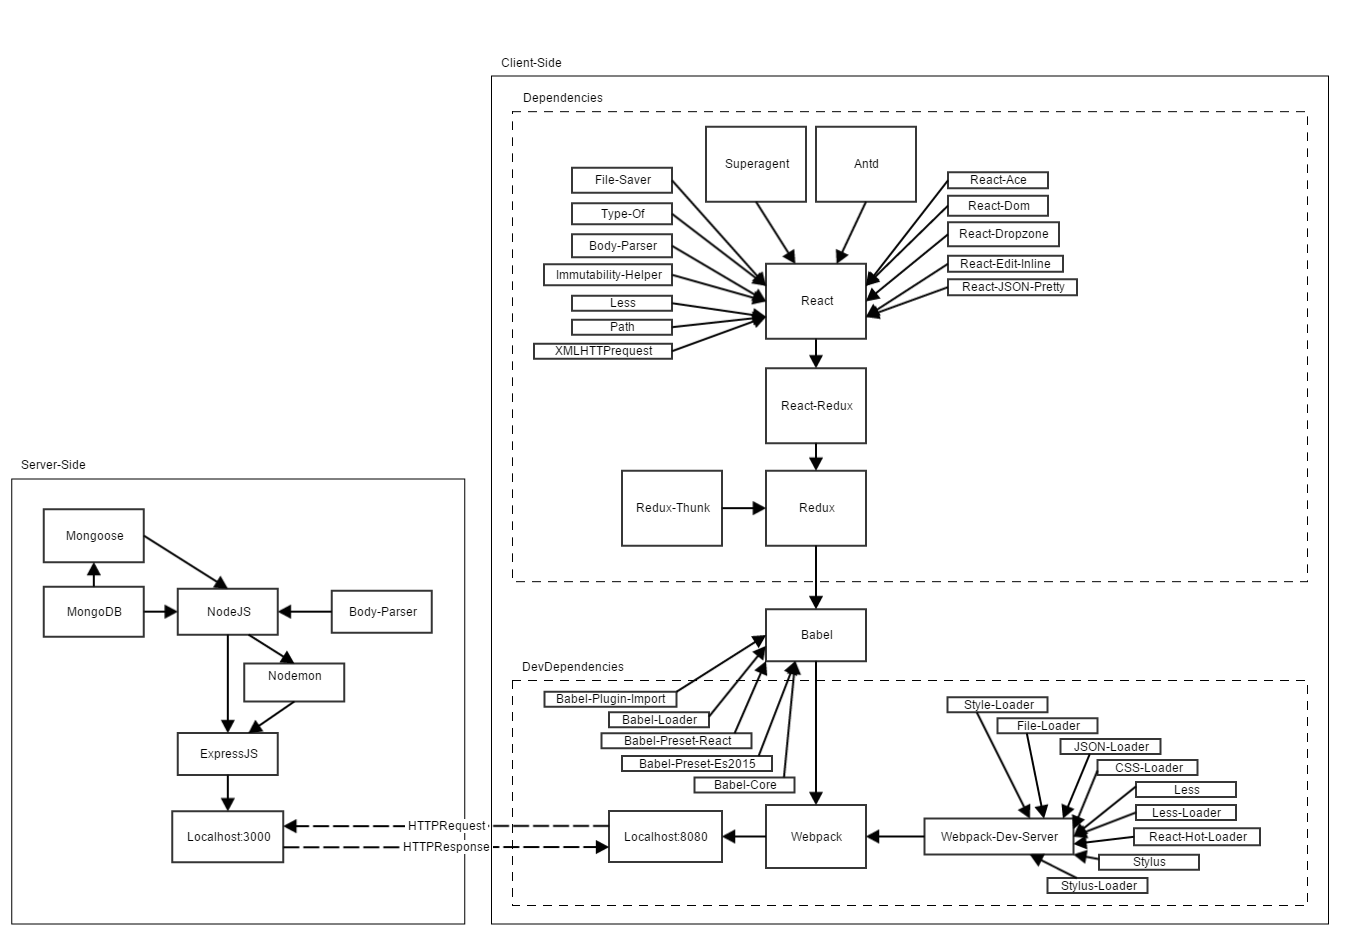 Client-Side
Dependencies
Superagent
Antd
File-Saver
Type-Of
Body-Parser
Immutability-Helper
Less
Path
XMLHTTPrequest
React-Ace
React-Dom
React-Dropzone
React-Edit-Inline
React-JSON-Pretty
React
React-Redux
Redux-Thunk
Redux
Server-Side
Mongoose
MongoDB
NodeJS
Body-Parser
Nodemon
ExpressJS
Localhost:3000
HTTPRequest
HTTPResponse
Babel
DevDependencies
Babel-Plugin-Import
Babel-Loader
Babel-Preset-React
Babel-Preset-Es2015
Babel-Core
Style-Loader
File-Loader
JSON-Loader
CSS-Loader
Less
Less-Loader
React-Hot-Loader
Stylus
Stylus-Loader
Localhost:8080
Webpack
Webpack-Dev-Server